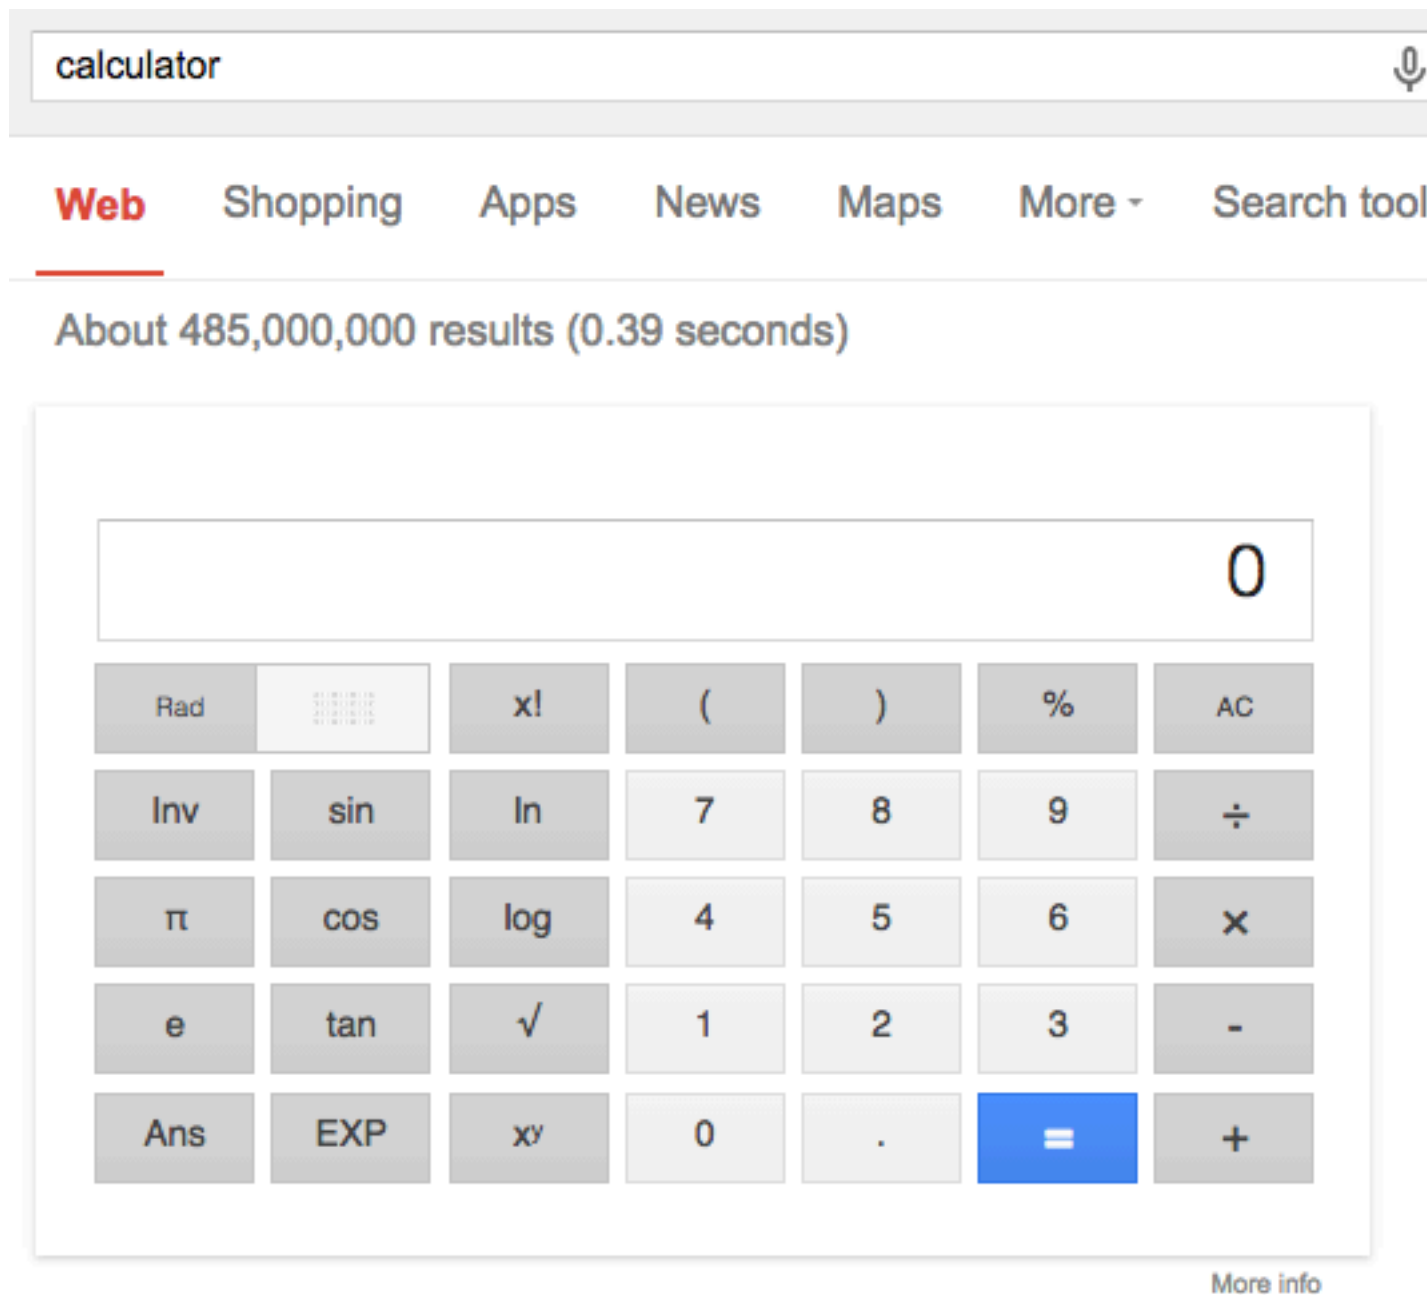 calculator
Web Shopping Apps News Maps More Search tool
About 485,000,000 results (0.39 seconds)
0
Rad x! ( ) % AC
Inv sin ln 7 8 9 ÷
π cos log 4 5 6 ×
e tan √ 1 2 3 -
Ans EXP xʸ 0 . = +
More info